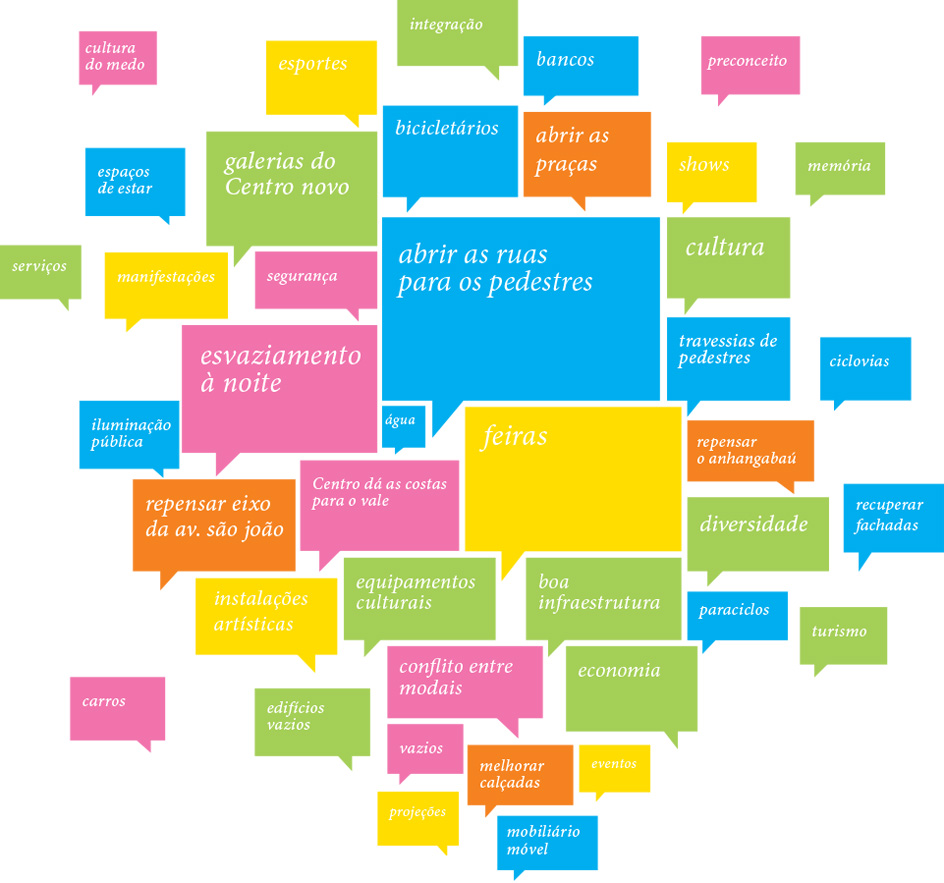 integração
cultura
do medo
esportes
bancos
preconceito
bicicletários
abrir as
praças
galerias do
Centro novo
shows
memória
espaços
de estar
abrir as ruas
para os pedestres
cultura
serviços
manifestações
segurança
travessias de
pedestres
ciclovias
esvaziamento
à noite
água
iluminação
pública
feiras
repensar
o anhangabaú
Centro dá as costas
para o vale
repensar eixo
da av. são joão
diversidade
recuperar
fachadas
equipamentos
culturais
boa
infraestrutura
instalações
artísticas
paraciclos
turismo
conflito entre
modais
economia
carros
edifícios
vazios
vazios
melhorar
calçadas
eventos
projeções
mobiliário
móvel